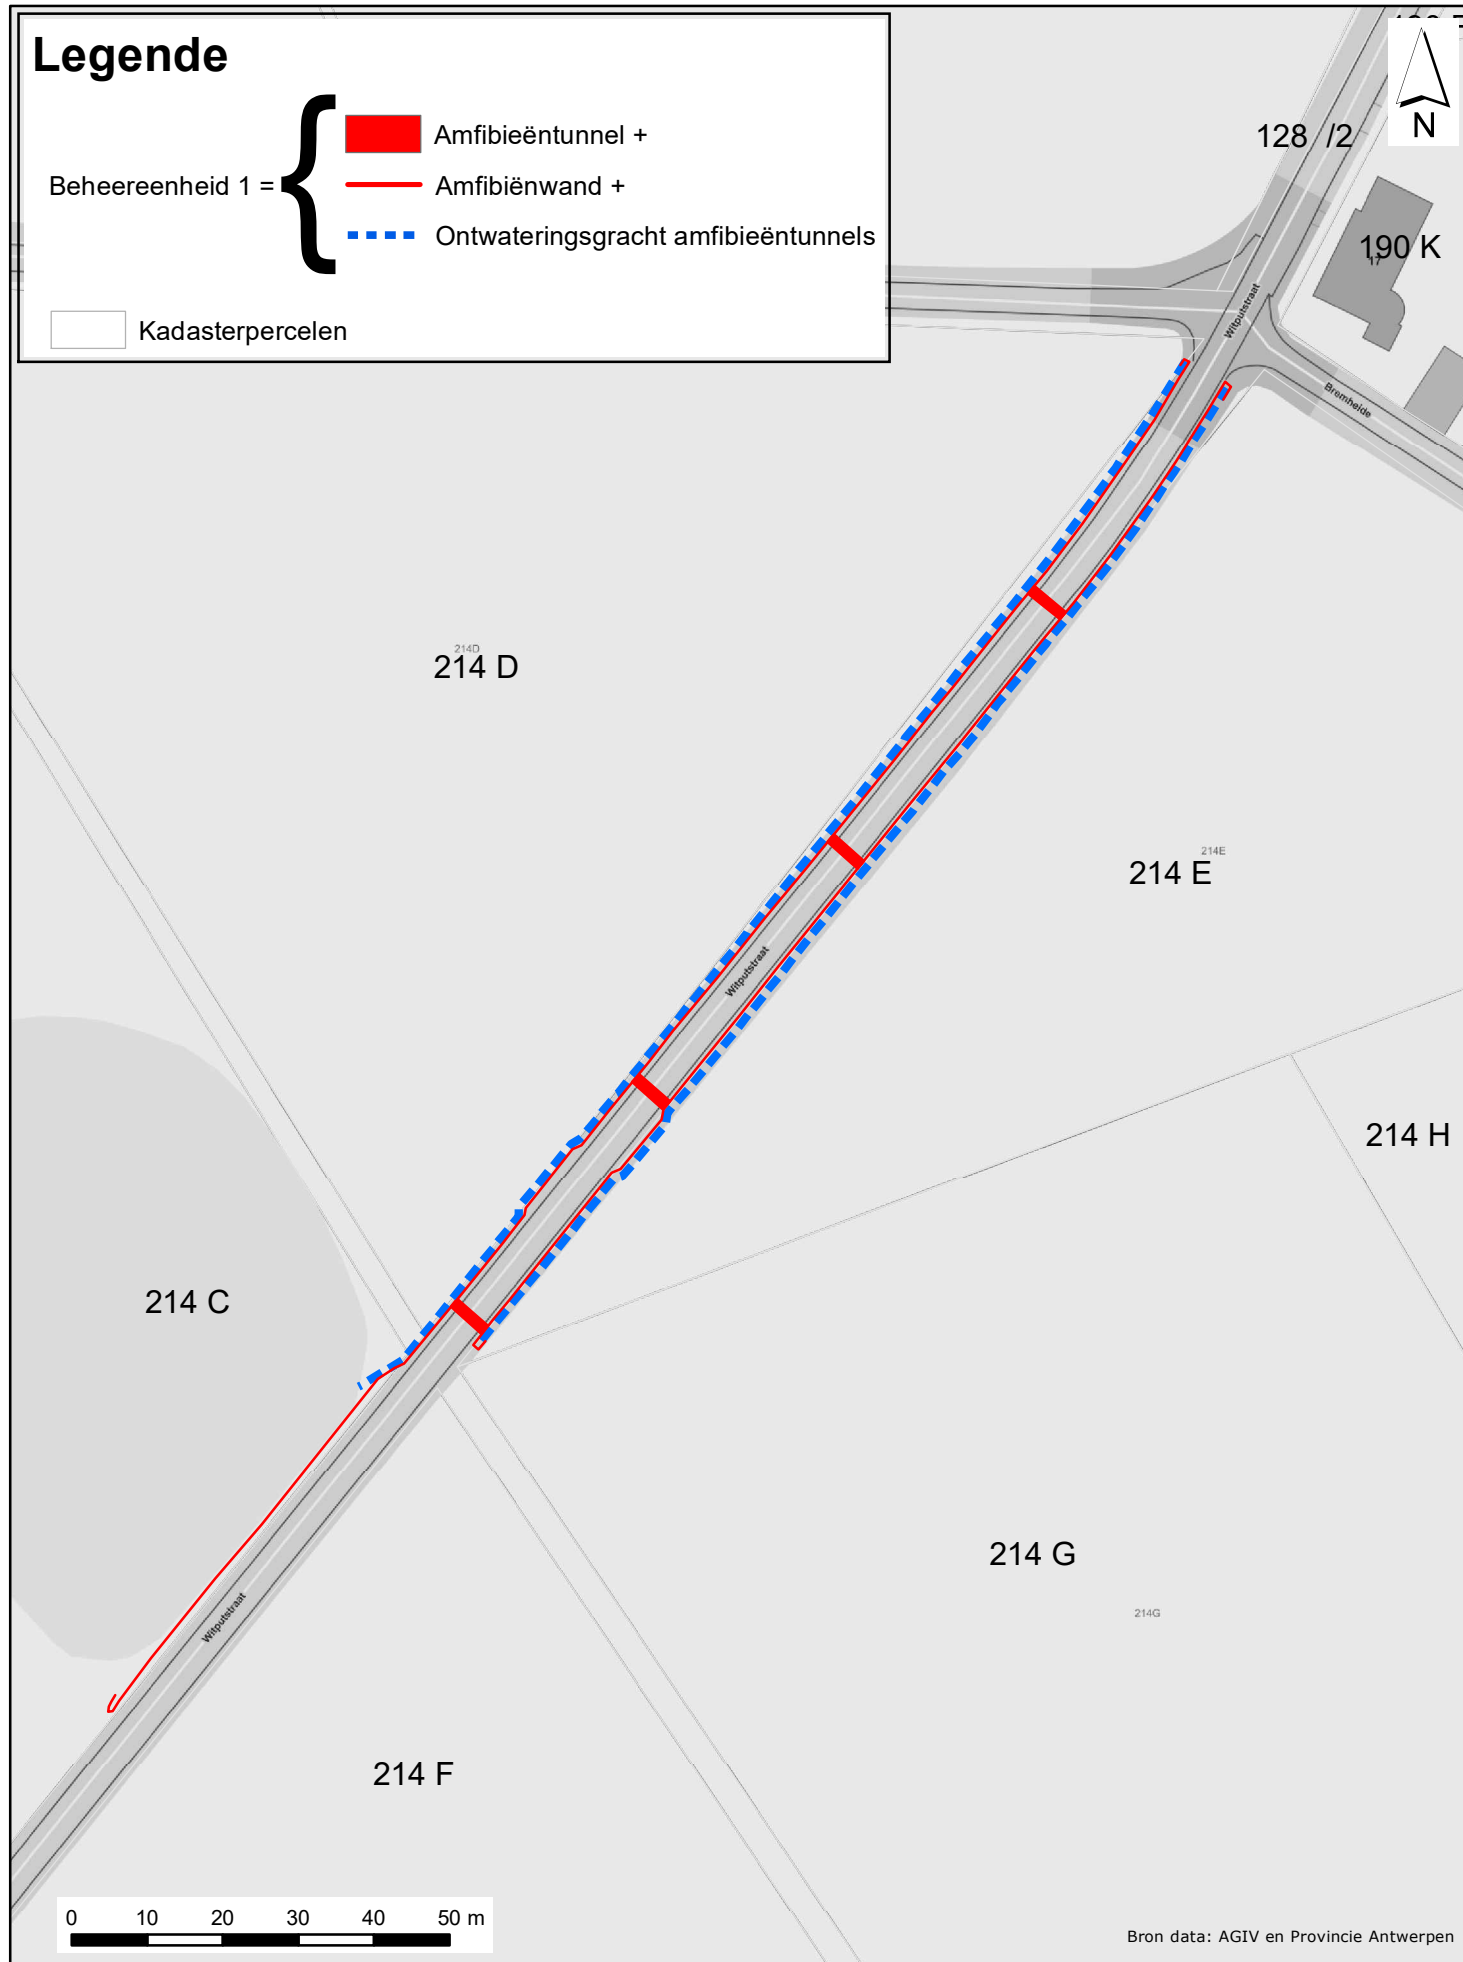 Legende
Beheereenheid 1 =
{
Amfibieëntunnel +
Amfibiënwand +
Ontwateringsgracht amfibieëntunnels
Kadasterpercelen
N
128 /2
190 K
17
Witputstraat
Bremheide
214D
214 D
214E
214 E
Witputstraat
214 H
214 C
214 G
214G
Witputstraat
214 F
0 10 20 30 40 50 m
Bron data: AGIV en Provincie Antwerpen